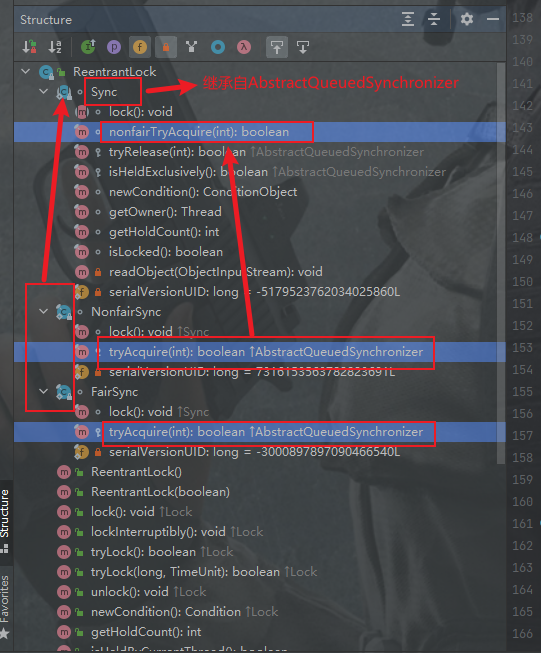 Structure
138
139
140
ReentrantLock
141
Sync
继承自AbstractQueuedSynchronizer
142
lock(): void
143
nonfairTryAcquire(int): boolean
144
tryRelease(int): boolean ↑AbstractQueuedSynchronizer
145
isHeldExclusively(): boolean ↑AbstractQueuedSynchronizer
146
newCondition(): ConditionObject
147
getOwner(): Thread
148
getHoldCount(): int
149
isLocked(): boolean
150
readObject(ObjectInputStream): void
151
serialVersionUID: long = -5179523762034025860L
NonfairSync
152
lock(): void ↑Sync
153
tryAcquire(int): boolean ↑AbstractQueuedSynchronizer
154
serialVersionUID: long = 7316153563782823691L
155
FairSync
156
lock(): void ↑Sync
157
tryAcquire(int): boolean ↑AbstractQueuedSynchronizer
158
serialVersionUID: long = -3000897897090466540L
159
ReentrantLock()
ReentrantLock(boolean)
160
lock(): void ↑Lock
161
lockInterruptibly(): void ↑Lock
162
tryLock(): boolean ↑Lock
163
tryLock(long, TimeUnit): boolean ↑Lock
164
unlock(): void ↑Lock
165
newCondition(): Condition ↑Lock
166
getHoldCount(): int
isHeldByCurrentThread(): boolean
Structure
Favorites